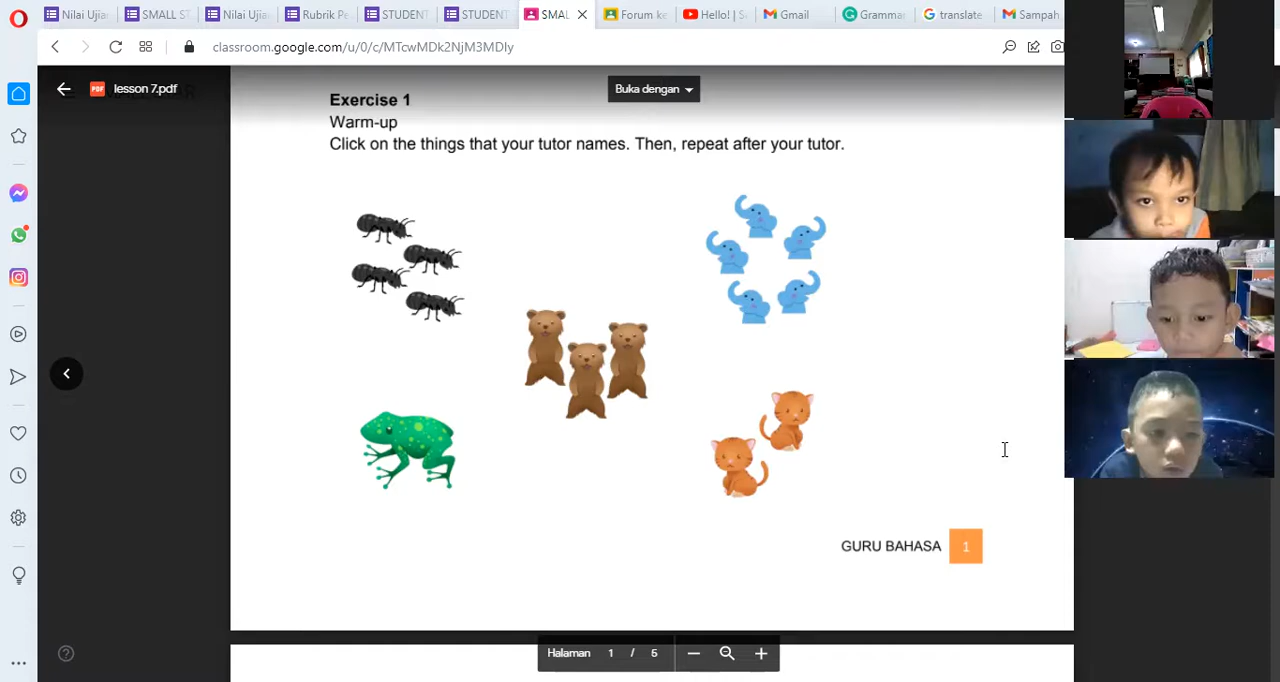 Nilai Ujia
SMALL ST
Nilai Ujia
Rubrik Pe
STUDENT
STUDENT
SMAL
Forum ke
Hello! | S
Gmail
Grammar
translate
Sampah,
classroom.google.com/u/0/c/MTcwMDk2NjM3MDIy
PDF
lesson 7.pdf
Buka dengan
Exercise 1
Warm-up
Click on the things that your tutor names. Then, repeat after your tutor.
GURU BAHASA 1
Halaman 1 / 5